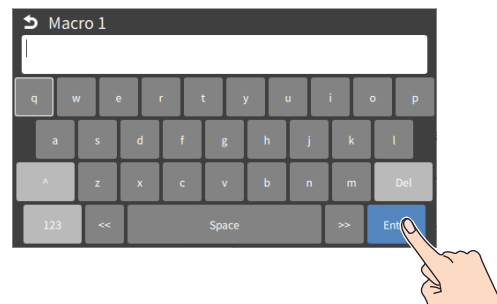 Macro 1
q w e r t y u i o p
a s d f g h j k l
^ z x c v b n m Del
123 << Space >>